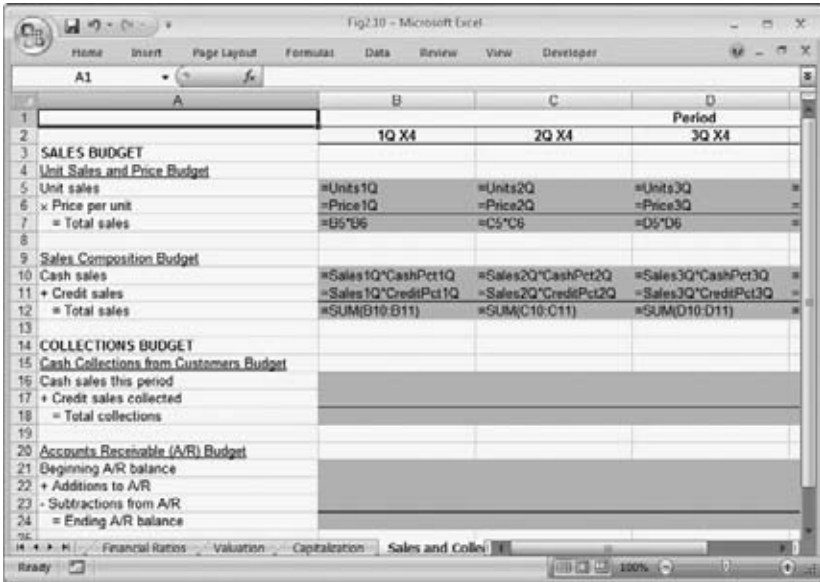 Fig2.10 - Microsoft Excel
Home Insert Page Layout Formulas Data Review View Developer
A1 fx
A B C D
1 Period
2 1Q X4 2Q X4 3Q X4
3 SALES BUDGET
4 Unit Sales and Price Budget
5 Unit sales =Units1Q =Units2Q =Units3Q =
6 x Price per unit =Price1Q =Price2Q =Price3Q =
7 = Total sales =B5*B6 =C5*C6 =D5*D6 =
8
9 Sales Composition Budget
10 Cash sales =Sales1Q*CashPct1Q =Sales2Q*CashPct2Q =Sales3Q*CashPct3Q =
11 + Credit sales =Sales1Q*CreditPct1Q =Sales2Q*CreditPct2Q =Sales3Q*CreditPct3Q =
12 = Total sales =SUM(B10:B11) =SUM(C10:C11) =SUM(D10:D11) =
13
14 COLLECTIONS BUDGET
15 Cash Collections from Customers Budget
16 Cash sales this period
17 + Credit sales collected
18 = Total collections
19
20 Accounts Receivable (A/R) Budget
21 Beginning A/R balance
22 + Additions to A/R
23 - Subtractions from A/R
24 = Ending A/R balance
25
Financial Ratios Valuation Capitalization Sales and Colle
Ready 100%